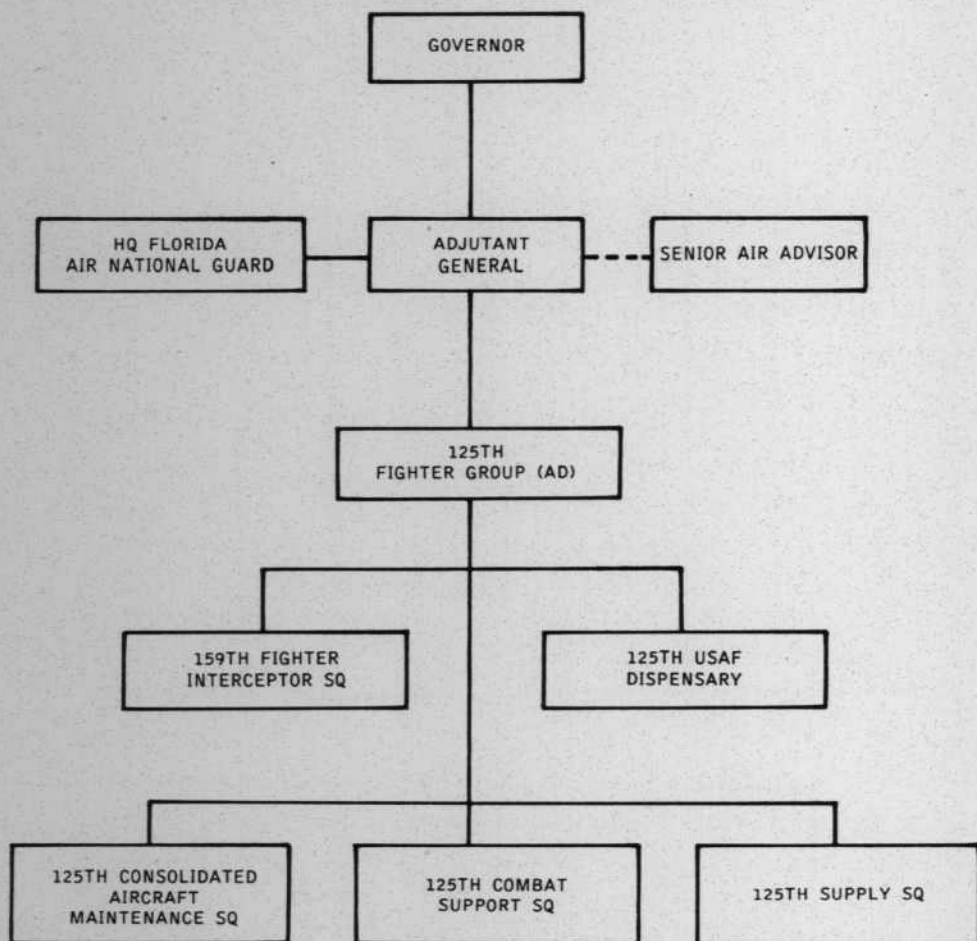 GOVERNOR
HQ FLORIDA
AIR NATIONAL GUARD
ADJUTANT
GENERAL
SENIOR AIR ADVISOR
125TH
FIGHTER GROUP (AD)
159TH FIGHTER
INTERCEPTOR SQ
125TH USAF
DISPENSARY
125TH CONSOLIDATED
AIRCRAFT
MAINTENANCE SQ
125TH COMBAT
SUPPORT SQ
125TH SUPPLY SQ